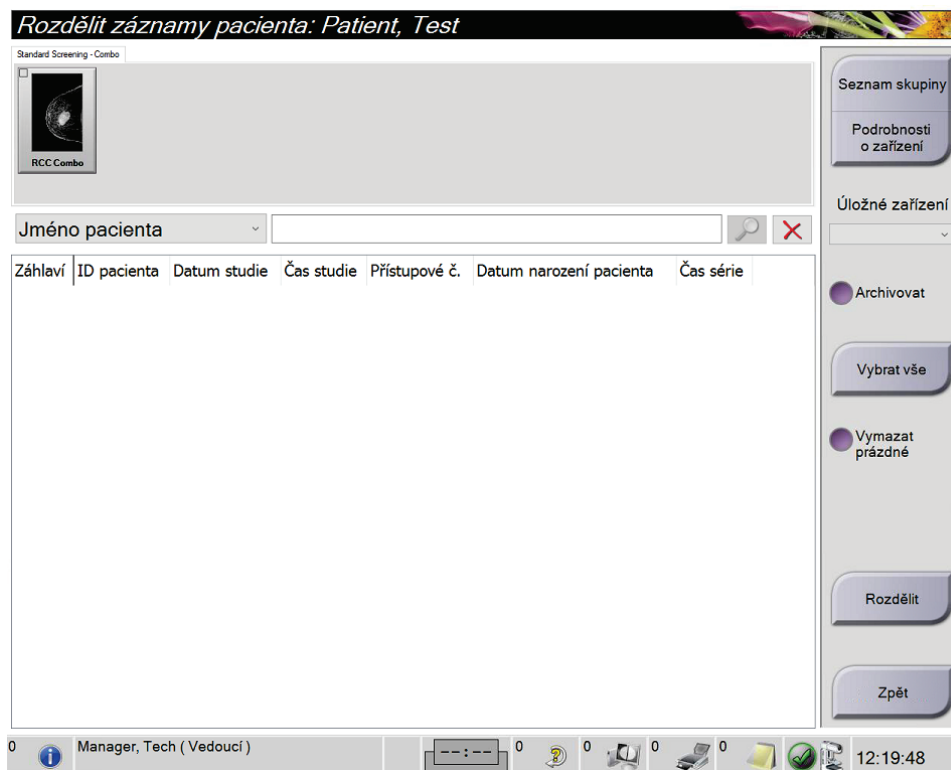 Rozdělit záznamy pacienta: Patient, Test
Standard Screening - Combo
RCC Combo
Seznam skupiny
Podrobnosti
o zařízení
Úložné zařízení
Jméno pacienta
Záhlaví ID pacienta Datum studie Čas studie Přístupové č. Datum narození pacienta Čas série
Archivovat
Vybrat vše
Vymazat
prázdné
Rozdělit
Zpět
0 Manager, Tech ( Vedoucí ) --:-- 0 0 0 0 12:19:48